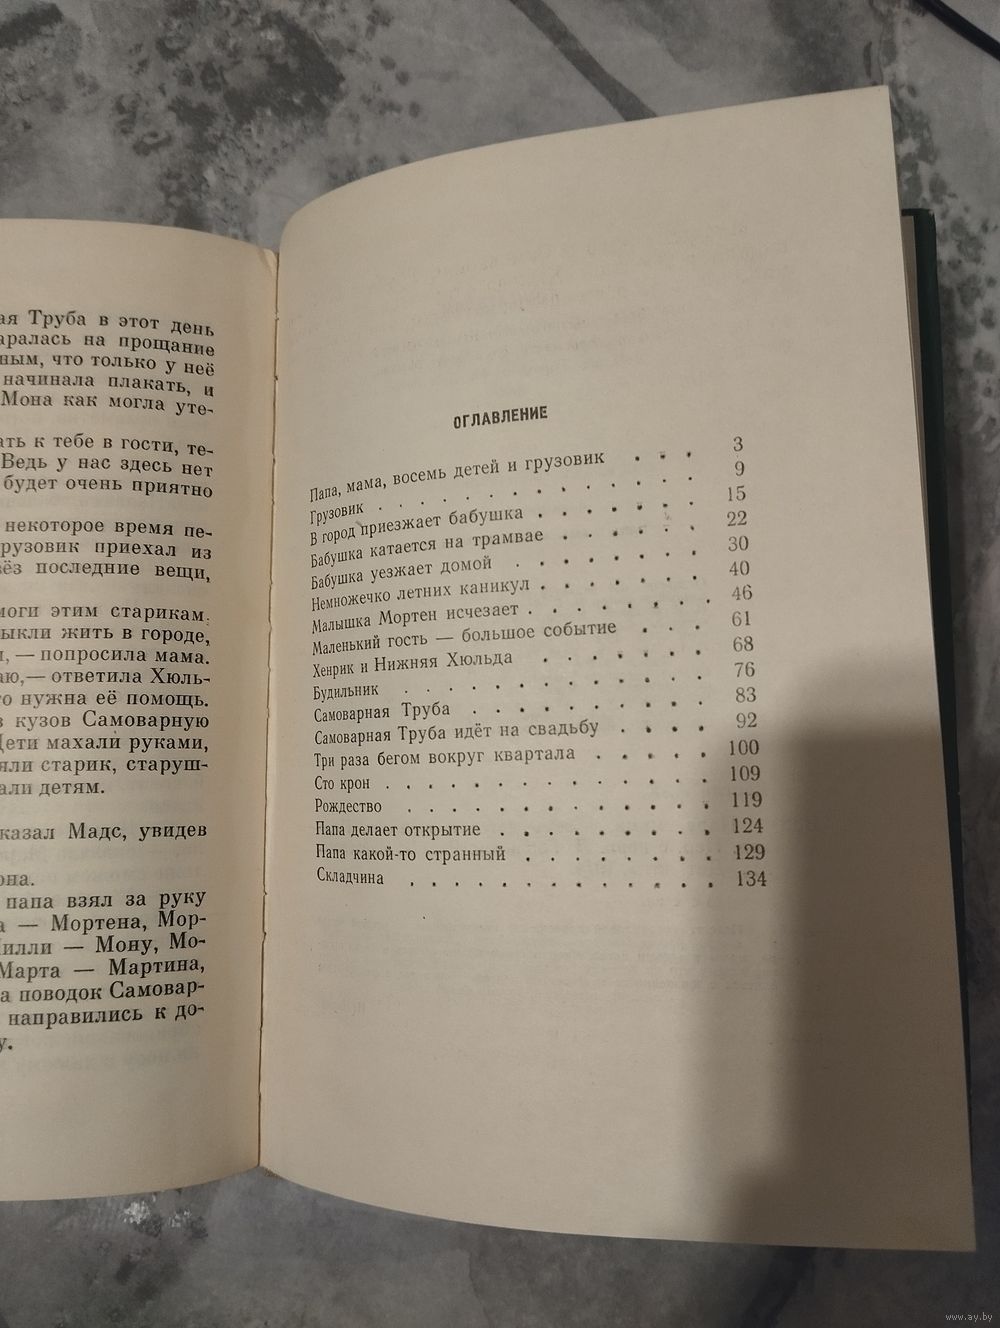 ая Труба в этот день
аралась на прощание
ным, что только у неё
начинала плакать, и
Мона как могла уте-
ать к тебе в гости, те-
Ведь у нас здесь нет
будет очень приятно
некоторое время пе-
рузовик приехал из
ёз последние вещи,
моги этим старикам.
ыкли жить в городе,
— попросила мама.
аю,— ответила Хюль-
о нужна её помощь.
в кузов Самоварную
Дети махали руками,
яли старик, старуш-
али детям.
казал Мадс, увидев
она.
папа взял за руку
а — Мортена, Мор-
илли — Мону, Мо-
Марта — Мартина,
а поводок Самовар-
направились к до-
у.
ОГЛАВЛЕНИЕ
Папа, мама, восемь детей и грузовик . . . 3
Грузовик . . . . . . . . . . . 9
В город приезжает бабушка . . . . . . 15
Бабушка катается на трамвае . . . . . 22
Бабушка уезжает домой . . . . . . . 30
Немножечко летних каникул . . . . . . 40
Малышка Мортен исчезает . . . . . . . 46
Маленький гость — большое событие . . . 61
Хенрик и Нижняя Хюльда . . . . . . 68
Будильник . . . . . . . . . . 76
Самоварная Труба . . . . . . . . 83
Самоварная Труба идёт на свадьбу . . . . 92
Три раза бегом вокруг квартала . . . . . 100
Сто крон . . . . . . . . . . . 109
Рождество . . . . . . . . . . 119
Папа делает открытие . . . . . . . 124
Папа какой-то странный . . . . . . . 129
Складчина . . . . . . . . . . 134
www.ay.by